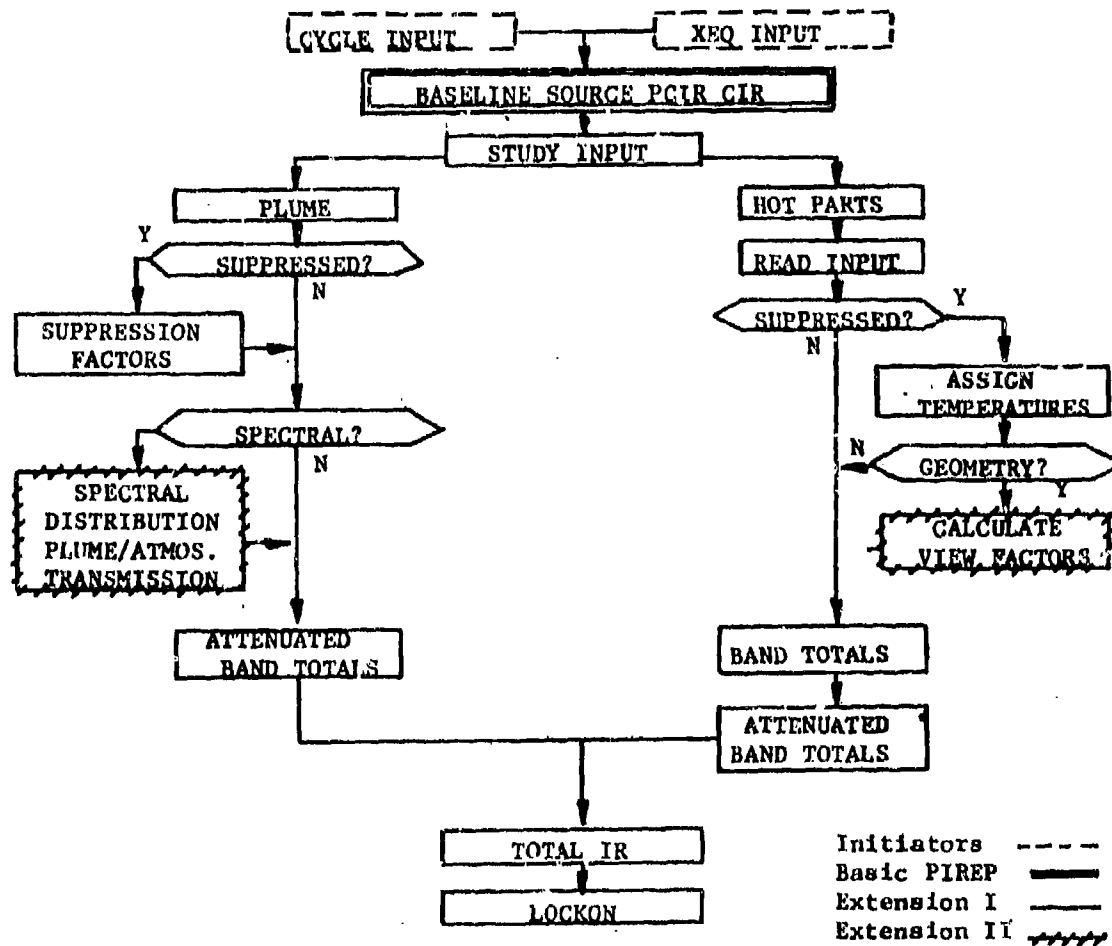 CYCLE INPUT
XEQ INPUT
BASELINE SOURCE PCIR CIR
STUDY INPUT
PLUME
Y
SUPPRESSED?
N
SUPPRESSION
FACTORS
SPECTRAL?
N
SPECTRAL
DISTRIBUTION
PLUME/ATMOS.
TRANSMISSION
ATTENUATED
BAND TOTALS
HOT PARTS
READ INPUT
Y
SUPPRESSED?
N
ASSIGN
TEMPERATURES
N
GEOMETRY?
Y
CALCULATE
VIEW FACTORS
BAND TOTALS
ATTENUATED
BAND TOTALS
TOTAL IR
LOCKON
Initiators
Basic PIREP
Extension I
Extension II